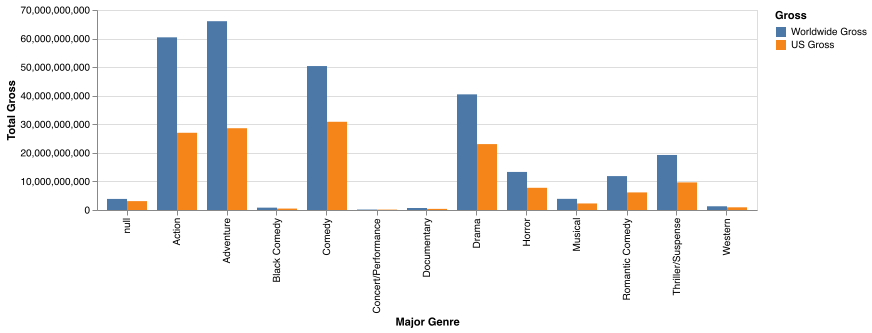 70,000,000,000
60,000,000,000
50,000,000,000
40,000,000,000
30,000,000,000
20,000,000,000
10,000,000,000
0
Total Gross
null
Action
Adventure
Black Comedy
Comedy
Concert/Performance
Documentary
Drama
Horror
Musical
Romantic Comedy
Thriller/Suspense
Western
Major Genre
Gross
Worldwide Gross
US Gross